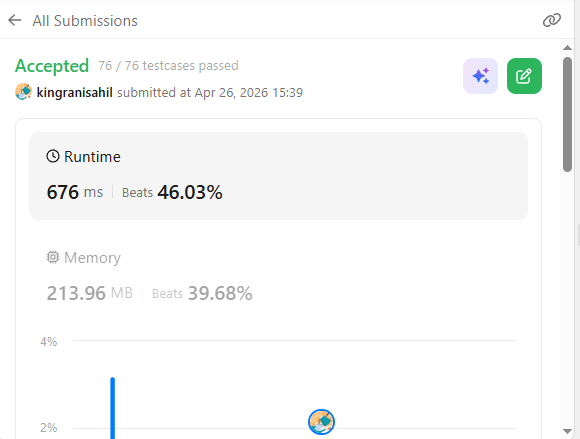 All Submissions
Accepted 76 / 76 testcases passed
kingranisahil submitted at Apr 26, 2026 15:39
Runtime
676 ms Beats 46.03%
Memory
213.96 MB Beats 39.68%
4%
2%